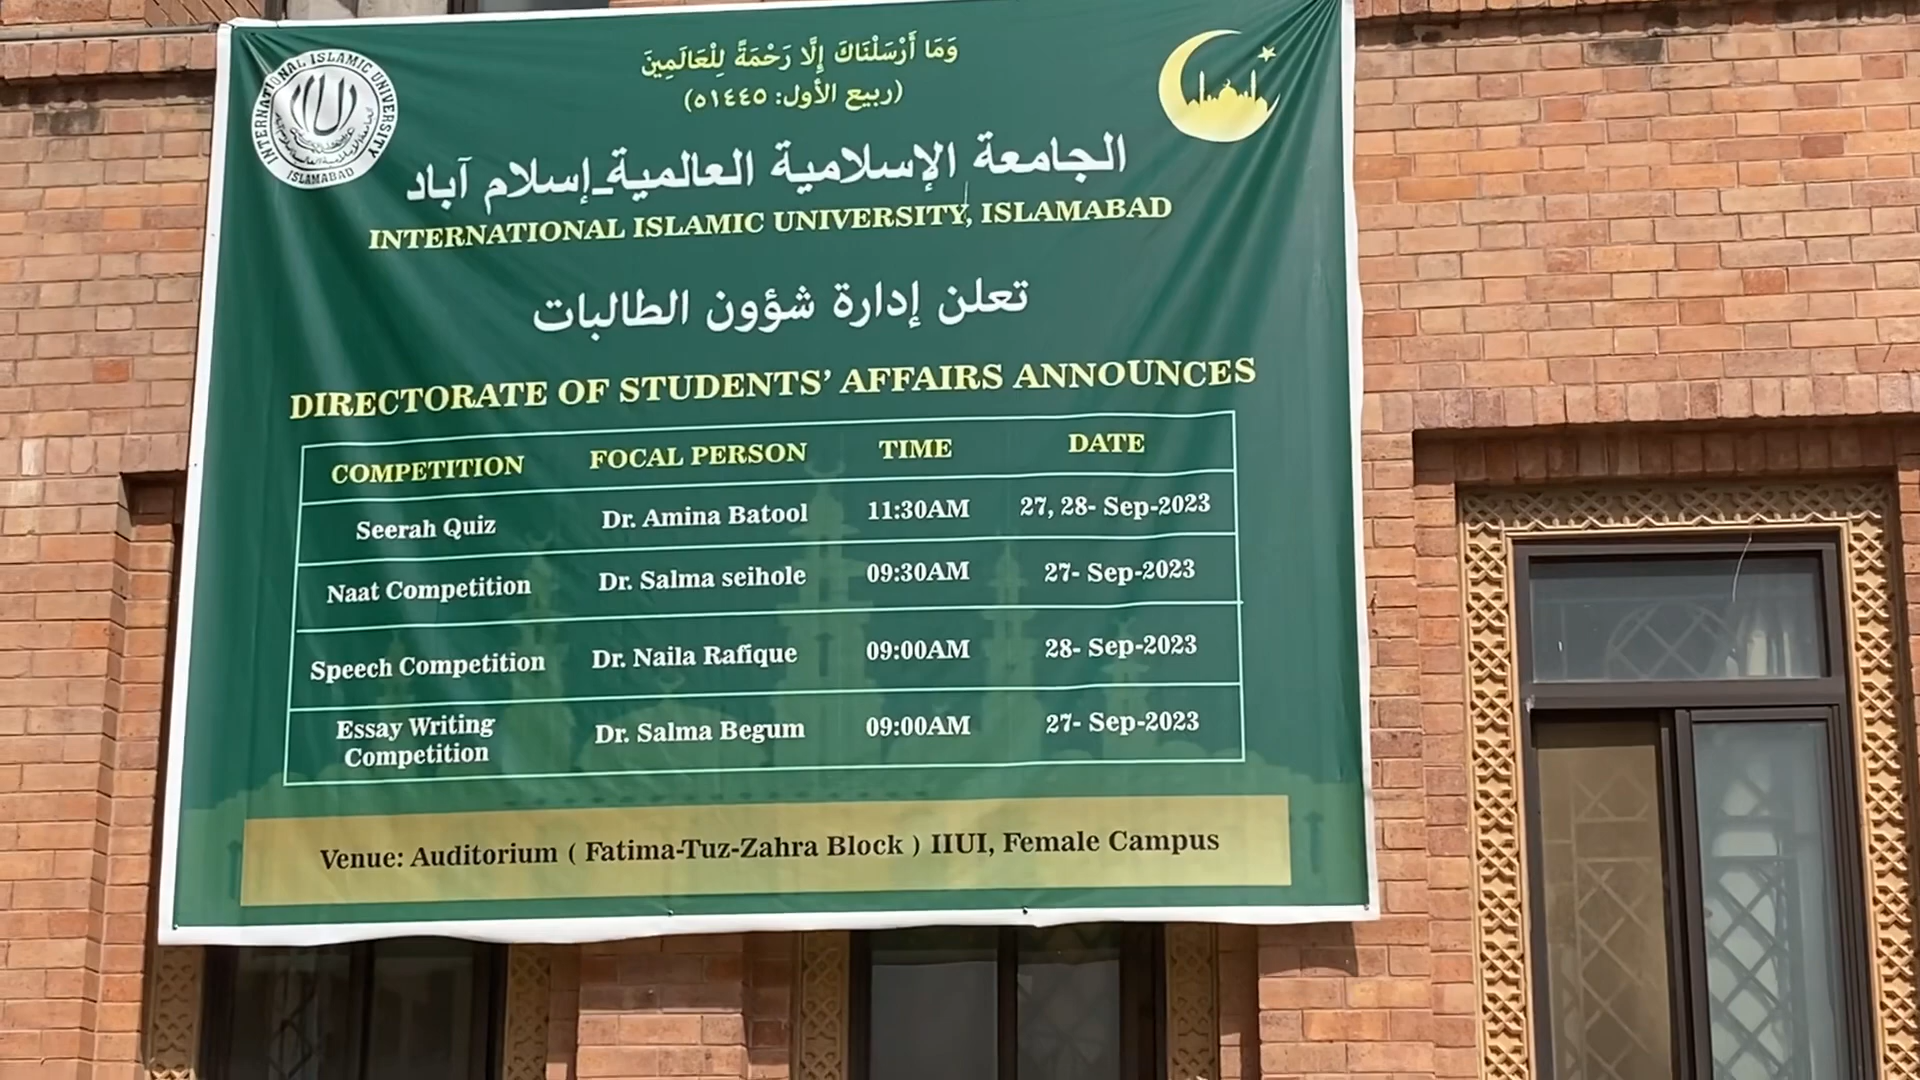 وَمَا أَرْسَلْنَاكَ إِلَّا رَحْمَةً لِلْعَالَمِينَ
(ربيع الأول: ١٤٤٥ه)
INTERNATIONAL ISLAMIC UNIVERSITY
ISLAMABAD
الجامعة الإسلامية العالمية_إسلام آباد
INTERNATIONAL ISLAMIC UNIVERSITY, ISLAMABAD
تعلن إدارة شؤون الطالبات
DIRECTORATE OF STUDENTS' AFFAIRS ANNOUNCES
COMPETITION FOCAL PERSON TIME DATE
Seerah Quiz Dr. Amina Batool 11:30AM 27, 28- Sep-2023
Naat Competition Dr. Salma seihole 09:30AM 27- Sep-2023
Speech Competition Dr. Naila Rafique 09:00AM 28- Sep-2023
Essay Writing
Competition Dr. Salma Begum 09:00AM 27- Sep-2023
Venue: Auditorium ( Fatima-Tuz-Zahra Block ) IIUI, Female Campus